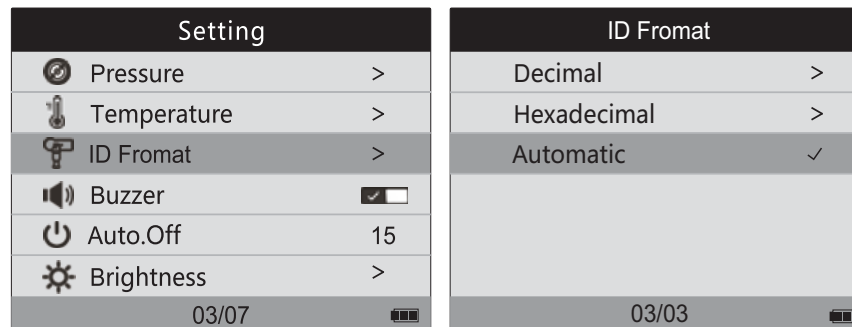 Setting
Pressure >
Temperature >
ID Fromat >
Buzzer
Auto.Off 15
Brightness >
03/07
ID Fromat
Decimal >
Hexadecimal >
Automatic ✓
03/03